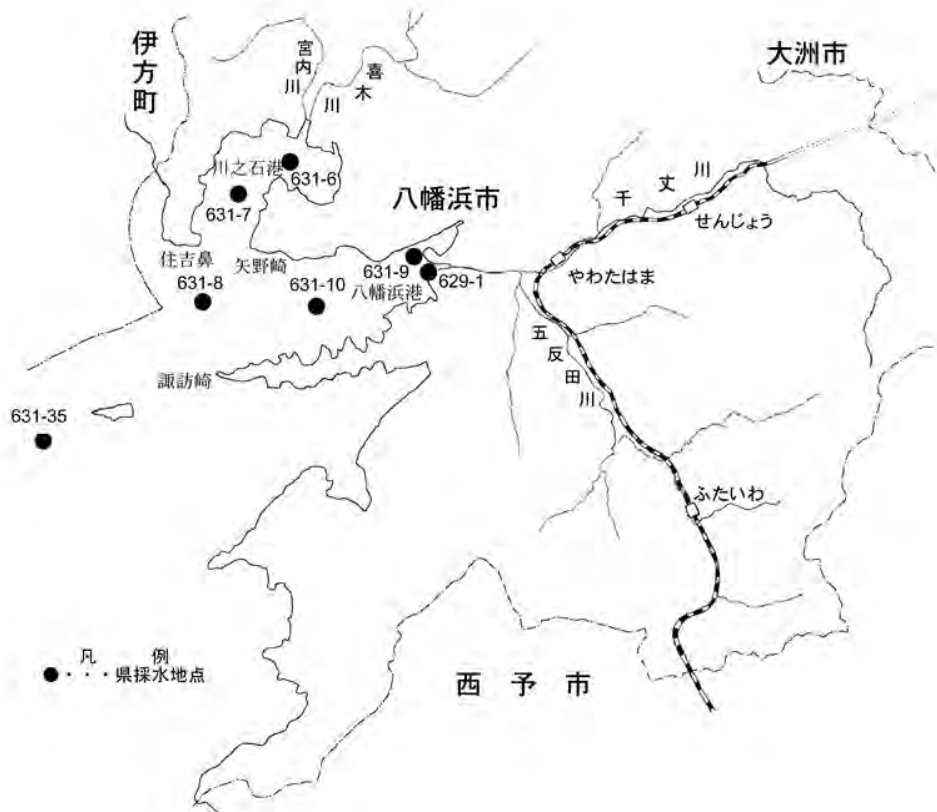 伊方町
宮内川
喜木川
大洲市
川之石港
631-6
631-7
八幡浜市
千丈川
せんじょう
住吉鼻
矢野崎
631-9
629-1
やわたはま
631-8
631-10
八幡浜港
五反田川
諏訪崎
631-35
ふたいわ
凡 例
●・・・県採水地点
西 予 市